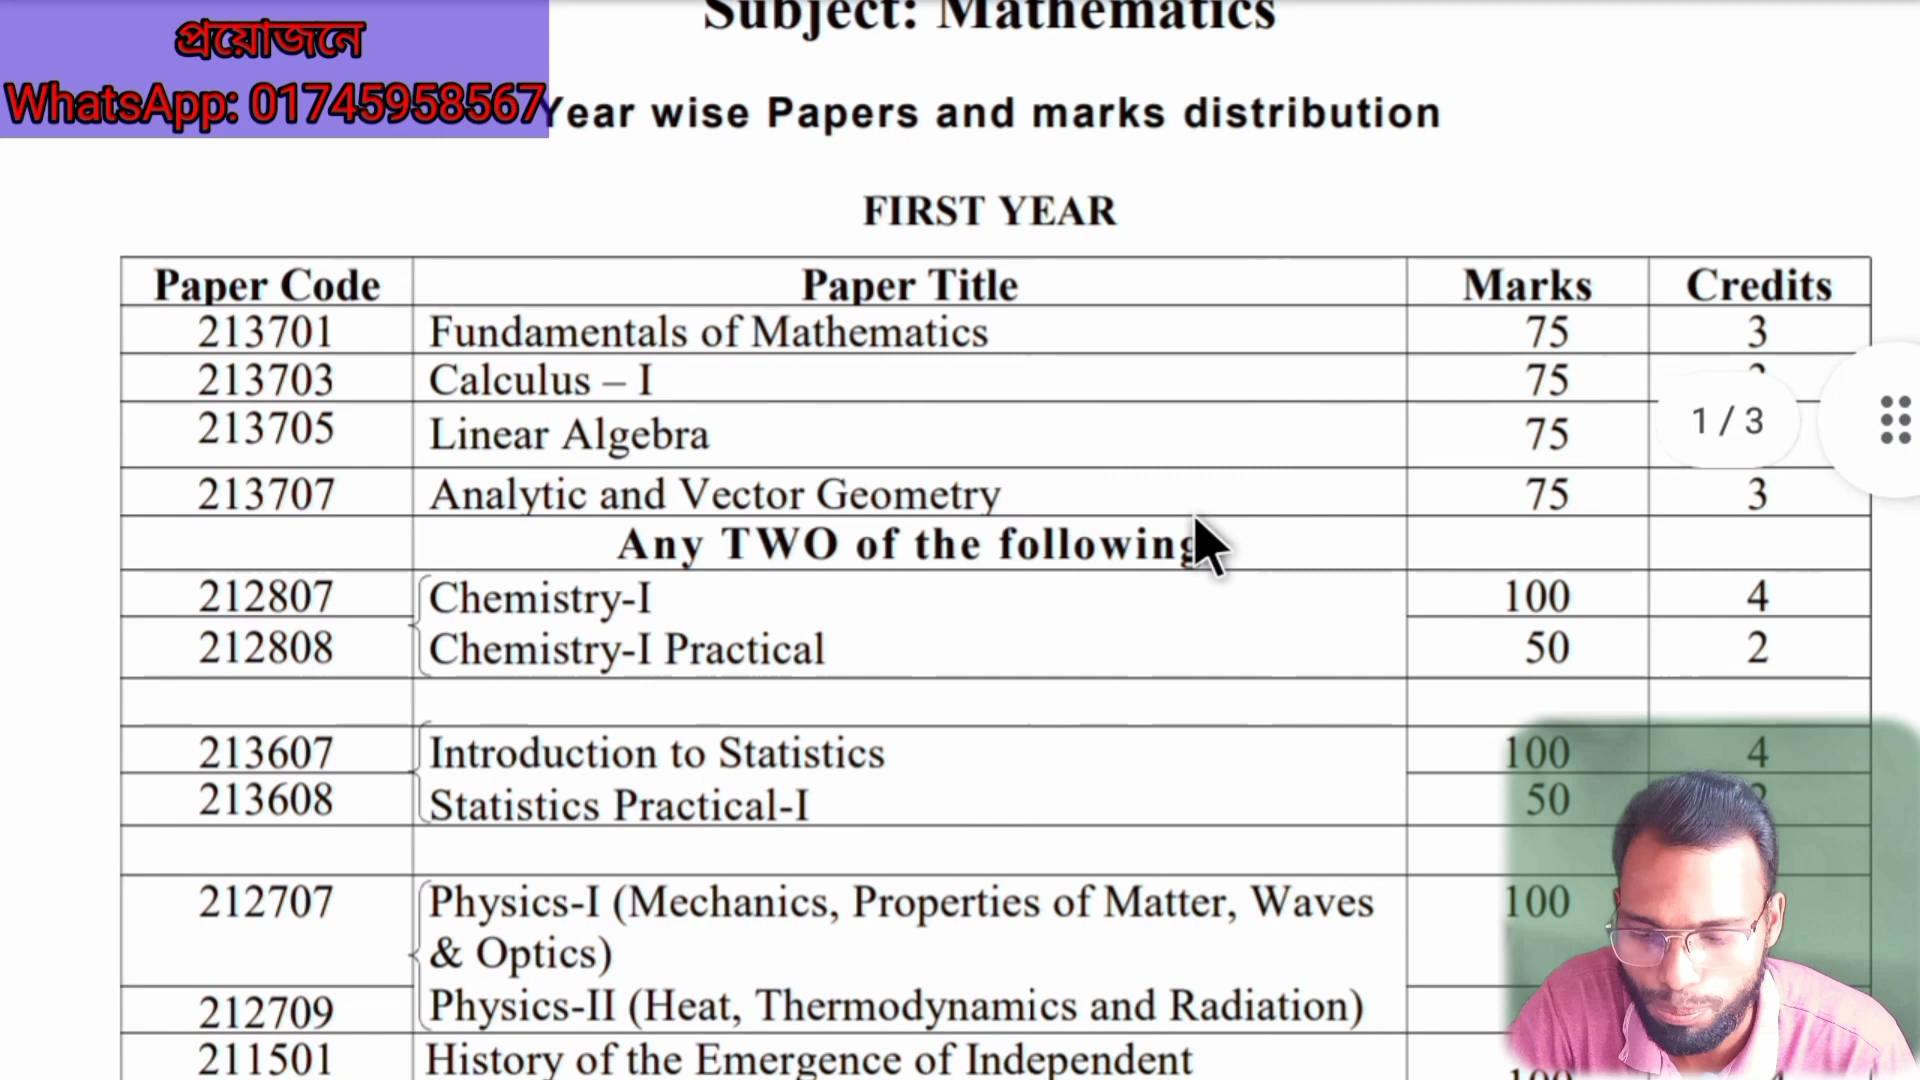 প্রয়োজনে
WhatsApp: 01745958567
Subject: Mathematics
Year wise Papers and marks distribution
FIRST YEAR
Paper Code Paper Title Marks Credits
213701 Fundamentals of Mathematics 75 3
213703 Calculus – I 75
213705 Linear Algebra 75
1 / 3
213707 Analytic and Vector Geometry 75 3
Any TWO of the following
212807 Chemistry-I 100 4
212808 Chemistry-I Practical 50 2
213607 Introduction to Statistics 100 4
213608 Statistics Practical-I 50
212707 Physics-I (Mechanics, Properties of Matter, Waves 100
& Optics)
212709 Physics-II (Heat, Thermodynamics and Radiation)
211501 History of the Emergence of Independent